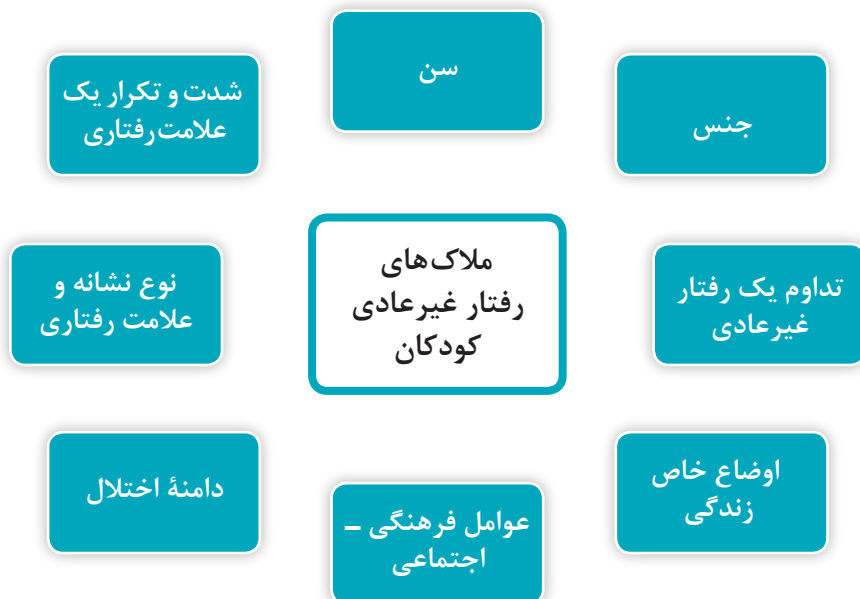 سن
جنس
شدت و تکرار یک
علامت رفتاری
ملاک‌های
رفتار غیرعادی
کودکان
تداوم یک رفتار
غیرعادی
نوع نشانه و
علامت رفتاری
اوضاع خاص
زندگی
دامنۀ اختلال
عوامل فرهنگی ـ
اجتماعی